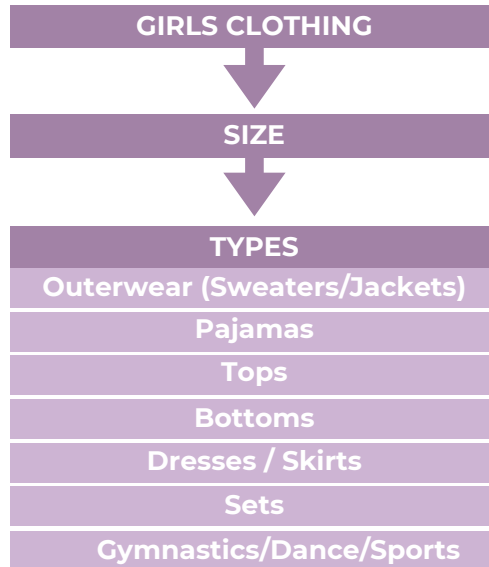 GIRLS CLOTHING
SIZE
TYPES
Outerwear (Sweaters/Jackets)
Pajamas
Tops
Bottoms
Dresses / Skirts
Sets
Gymnastics/Dance/Sports